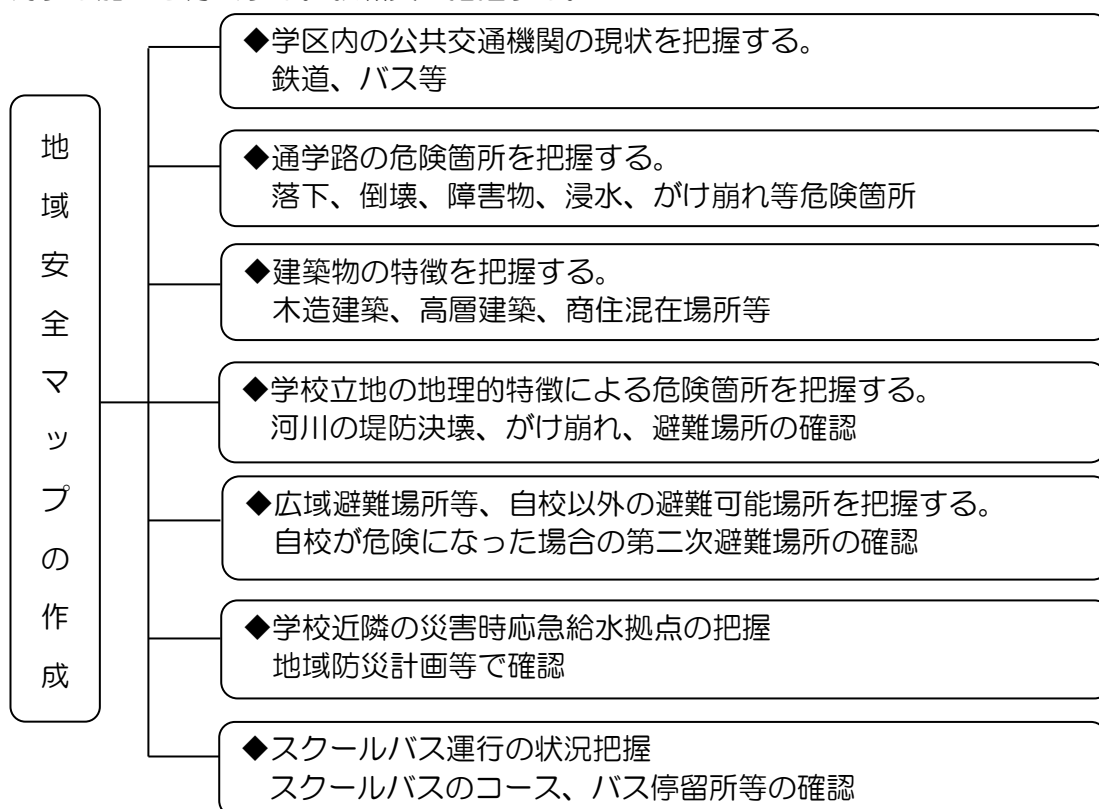 地域安全マップの作成
◆学区内の公共交通機関の現状を把握する。
鉄道、バス等
◆通学路の危険箇所を把握する。
落下、倒壊、障害物、浸水、がけ崩れ等危険箇所
◆建築物の特徴を把握する。
木造建築、高層建築、商住混在場所等
◆学校立地の地理的特徴による危険箇所を把握する。
河川の堤防決壊、がけ崩れ、避難場所の確認
◆広域避難場所等、自校以外の避難可能場所を把握する。
自校が危険になった場合の第二次避難場所の確認
◆学校近隣の災害時応急給水拠点の把握
地域防災計画等で確認
◆スクールバス運行の状況把握
スクールバスのコース、バス停留所等の確認